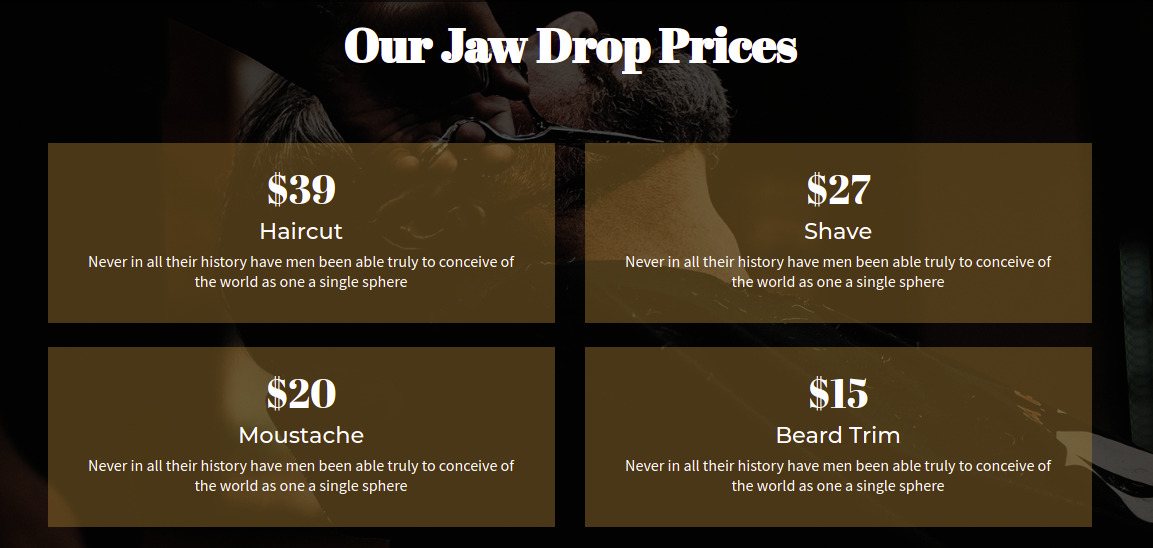 Our Jaw Drop Prices
$39
Haircut
Never in all their history have men been able truly to conceive of
the world as one a single sphere
$27
Shave
Never in all their history have men been able truly to conceive of
the world as one a single sphere
$20
Moustache
Never in all their history have men been able truly to conceive of
the world as one a single sphere
$15
Beard Trim
Never in all their history have men been able truly to conceive of
the world as one a single sphere